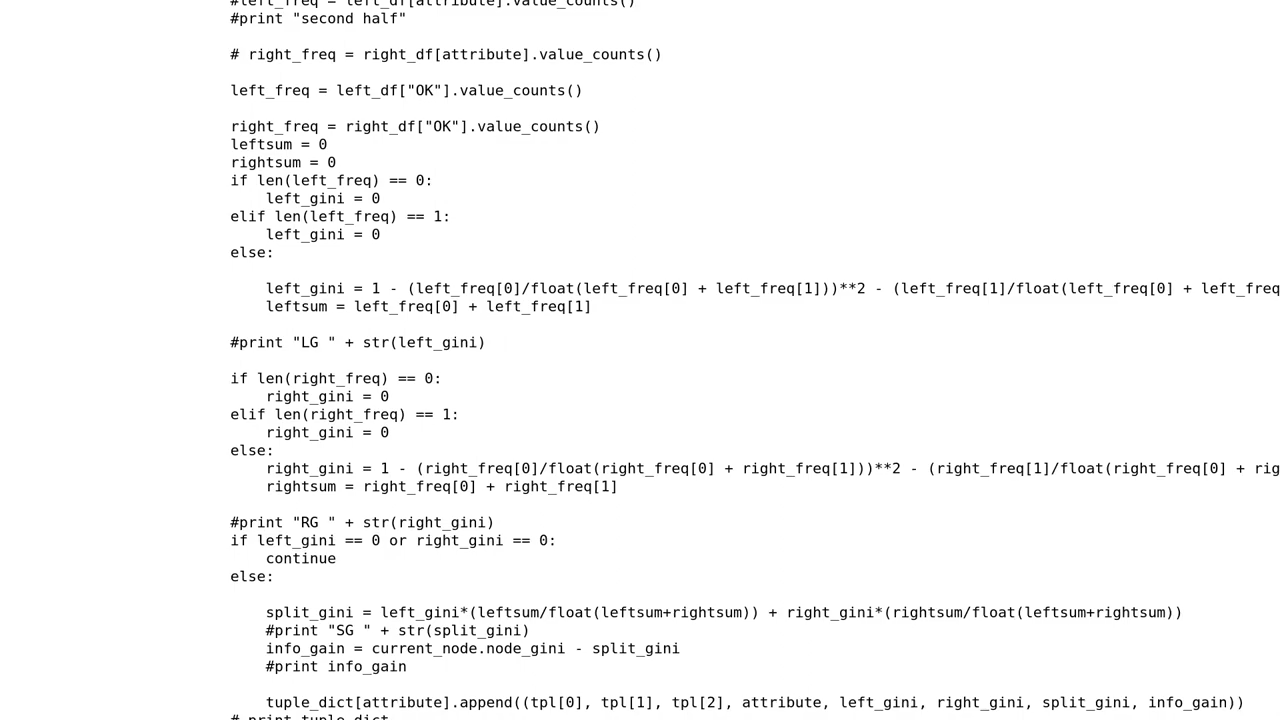 #left_freq = left_df[attribute].value_counts()
#print "second half"
# right_freq = right_df[attribute].value_counts()
left_freq = left_df["OK"].value_counts()
right_freq = right_df["OK"].value_counts()
leftsum = 0
rightsum = 0
if len(left_freq) == 0:
    left_gini = 0
elif len(left_freq) == 1:
    left_gini = 0
else:
    left_gini = 1 - (left_freq[0]/float(left_freq[0] + left_freq[1]))**2 - (left_freq[1]/float(left_freq[0] + left_freq
    leftsum = left_freq[0] + left_freq[1]
#print "LG " + str(left_gini)
if len(right_freq) == 0:
    right_gini = 0
elif len(right_freq) == 1:
    right_gini = 0
else:
    right_gini = 1 - (right_freq[0]/float(right_freq[0] + right_freq[1]))**2 - (right_freq[1]/float(right_freq[0] + rig
    rightsum = right_freq[0] + right_freq[1]
#print "RG " + str(right_gini)
if left_gini == 0 or right_gini == 0:
    continue
else:
    split_gini = left_gini*(leftsum/float(leftsum+rightsum)) + right_gini*(rightsum/float(leftsum+rightsum))
    #print "SG " + str(split_gini)
    info_gain = current_node.node_gini - split_gini
    #print info_gain
    tuple_dict[attribute].append((tpl[0], tpl[1], tpl[2], attribute, left_gini, right_gini, split_gini, info_gain))
# print tuple_dict